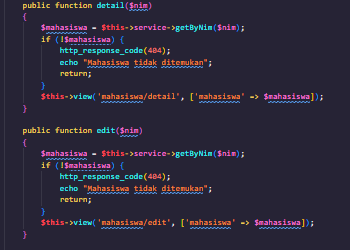 public function detail($nim)
{
$mahasiswa = $this->service->getByNim($nim);
if (!$mahasiswa) {
http_response_code(404);
echo "Mahasiswa tidak ditemukan";
return;
}
$this->view('mahasiswa/detail', ['mahasiswa' => $mahasiswa]);
}
public function edit($nim)
{
$mahasiswa = $this->service->getByNim($nim);
if (!$mahasiswa) {
http_response_code(404);
echo "Mahasiswa tidak ditemukan";
return;
}
$this->view('mahasiswa/edit', ['mahasiswa' => $mahasiswa]);
}